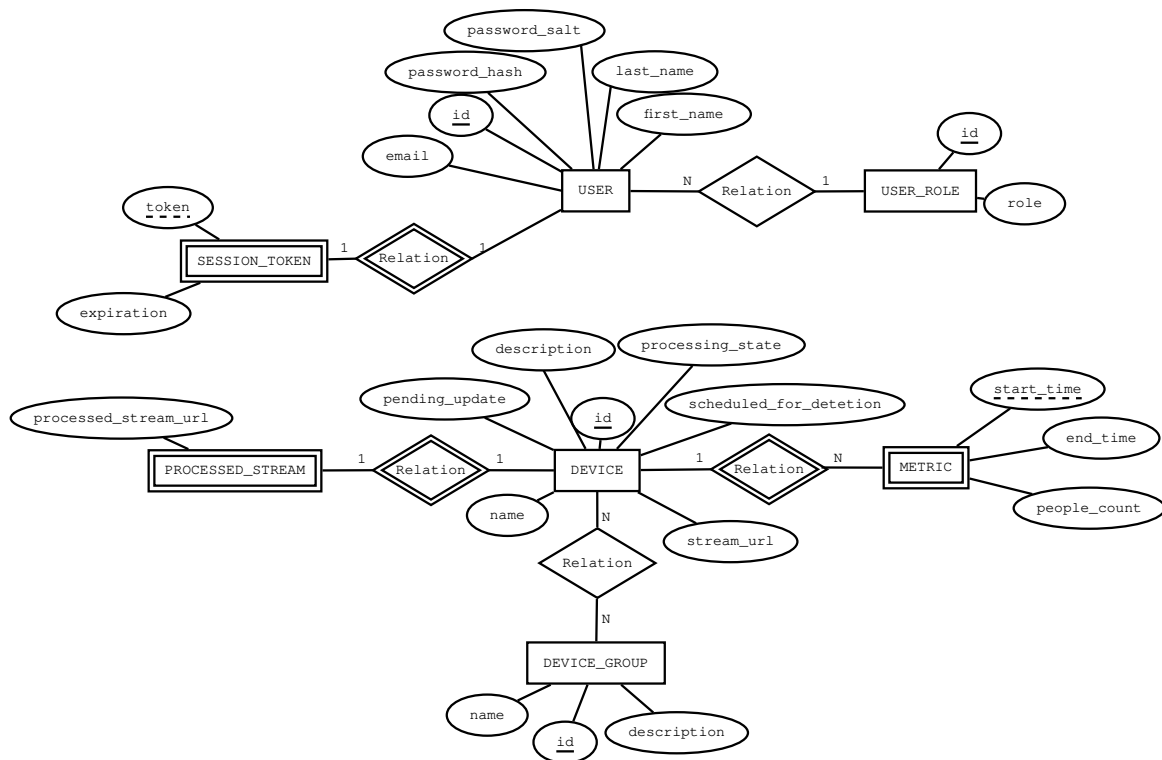 password_salt
password_hash
last_name
id
first_name
id
email
USER
N
Relation
1
USER_ROLE
token
role
1
Relation
1
SESSION_TOKEN
expiration
description
processing_state
start_time
pending_update
id
scheduled_for_detetion
processed_stream_url
end_time
PROCESSED_STREAM
1
Relation
1
DEVICE
1
Relation
N
METRIC
name
N
people_count
stream_url
Relation
N
DEVICE_GROUP
name
id
description